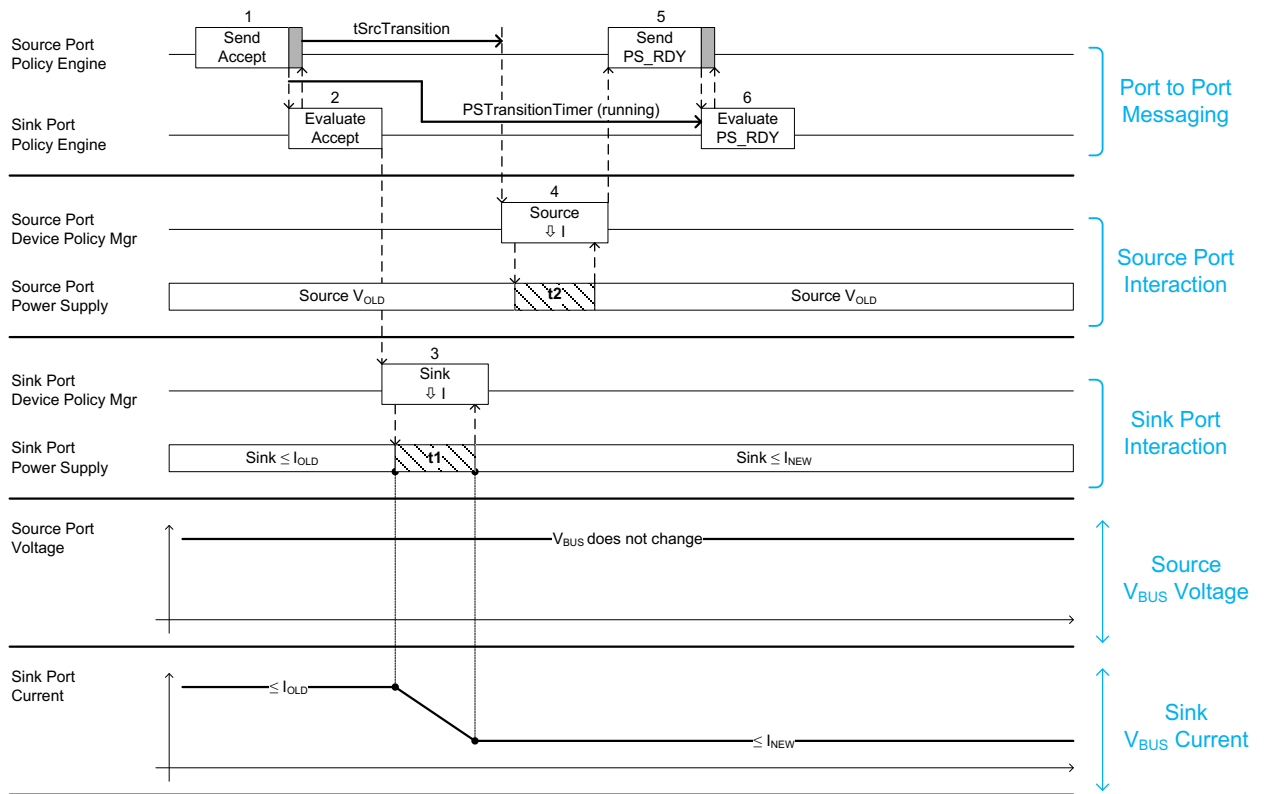 1
Send
Accept
tSrcTransition
5
Send
PS_RDY
Source Port
Policy Engine
2
Evaluate
Accept
PSTransitionTimer (running)
6
Evaluate
PS_RDY
Sink Port
Policy Engine
Port to Port
Messaging
4
Source
⇩ I
Source Port
Device Policy Mgr
Source Port
Power Supply
Source VOLD
t2
Source VOLD
Source Port
Interaction
3
Sink
⇩ I
Sink Port
Device Policy Mgr
Sink Port
Power Supply
Sink ≤ IOLD
t1
Sink ≤ INEW
Sink Port
Interaction
Source Port
Voltage
VBUS does not change
Source
VBUS Voltage
Sink Port
Current
≤ IOLD
≤ INEW
Sink
VBUS Current